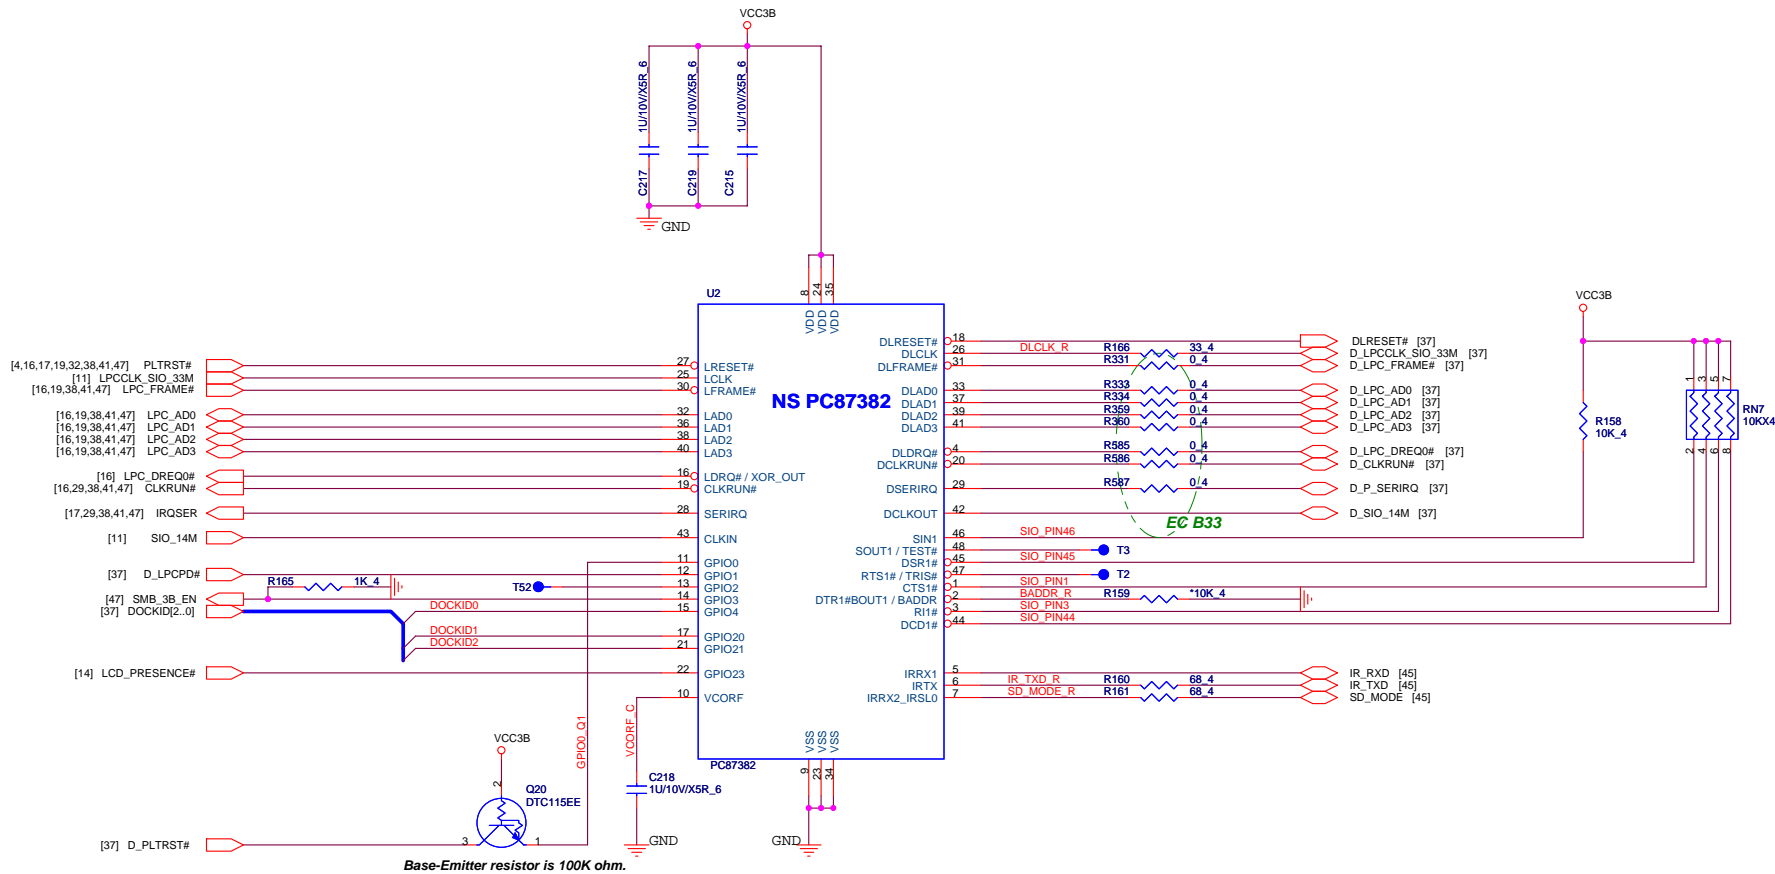 VCC3B
1U/10V/X5R_6
1U/10V/X5R_6
1U/10V/X5R_6
C217
C219
C215
GND
U2
8
24
35
VDD
VDD
VDD
NS PC87382
[4,16,17,19,32,38,41,47] PLTRST# 27 LRESET#
[11] LPCCLK_SIO_33M 25 LCLK
[16,19,38,41,47] LPC_FRAME# 30 LFRAME#
[16,19,38,41,47] LPC_AD0 32 LAD0
[16,19,38,41,47] LPC_AD1 36 LAD1
[16,19,38,41,47] LPC_AD2 38 LAD2
[16,19,38,41,47] LPC_AD3 40 LAD3
[16] LPC_DREQ0# 16 LDRQ# / XOR_OUT
[16,29,38,41,47] CLKRUN# 19 CLKRUN#
[17,29,38,41,47] IRQSER 28 SERIRQ
[11] SIO_14M 43 CLKIN
11 GPIO0
[37] D_LPCPD# 12 GPIO1
R165 1K_4 T52 13 GPIO2
[47] SMB_3B_EN 14 GPIO3
[37] DOCKID[2..0] DOCKID0 15 GPIO4
DOCKID1 17 GPIO20
DOCKID2 21 GPIO21
[14] LCD_PRESENCE# 22 GPIO23
10 VCORF
DLRESET# 18 DLRESET# [37]
DLCLK 26 DLCLK_R R166 33_4 D_LPCCLK_SIO_33M [37]
DLFRAME# 31 R331 0_4 D_LPC_FRAME# [37]
DLAD0 33 R333 0_4 D_LPC_AD0 [37]
DLAD1 37 R334 0_4 D_LPC_AD1 [37]
DLAD2 39 R359 0_4 D_LPC_AD2 [37]
DLAD3 41 R360 0_4 D_LPC_AD3 [37]
DLDRQ# 4 R585 0_4 D_LPC_DREQ0# [37]
DCLKRUN# 20 R586 0_4 D_CLKRUN# [37]
DSERIRQ 29 R587 0_4 D_P_SERIRQ [37]
DCLKOUT 42 D_SIO_14M [37]
EC B33
SIN1 46 SIO_PIN46
SOUT1 / TEST# 48 T3
DSR1# 45 SIO_PIN45
RTS1# / TRIS# 47 T2
CTS1# 1 SIO_PIN1
DTR1#BOUT1 / BADDR 2 BADDR_R R159 *10K_4
RI1# 3 SIO_PIN3
DCD1# 44 SIO_PIN44
IRRX1 5 IR_RXD [45]
IRTX 6 IR_TXD_R R160 68_4 IR_TXD [45]
IRRX2_IRSL0 7 SD_MODE_R R161 68_4 SD_MODE [45]
VCC3B
R158
10K_4
1
3
5
7
RN7
10KX4
2
4
6
8
VSS
VSS
VSS
PC87382
9
23
34
GND
GPIO0_Q1
VCORF_C
C218
1U/10V/X5R_6
GND
VCC3B
2
Q20
DTC115EE
[37] D_PLTRST# 3 1
Base-Emitter resistor is 100K ohm.